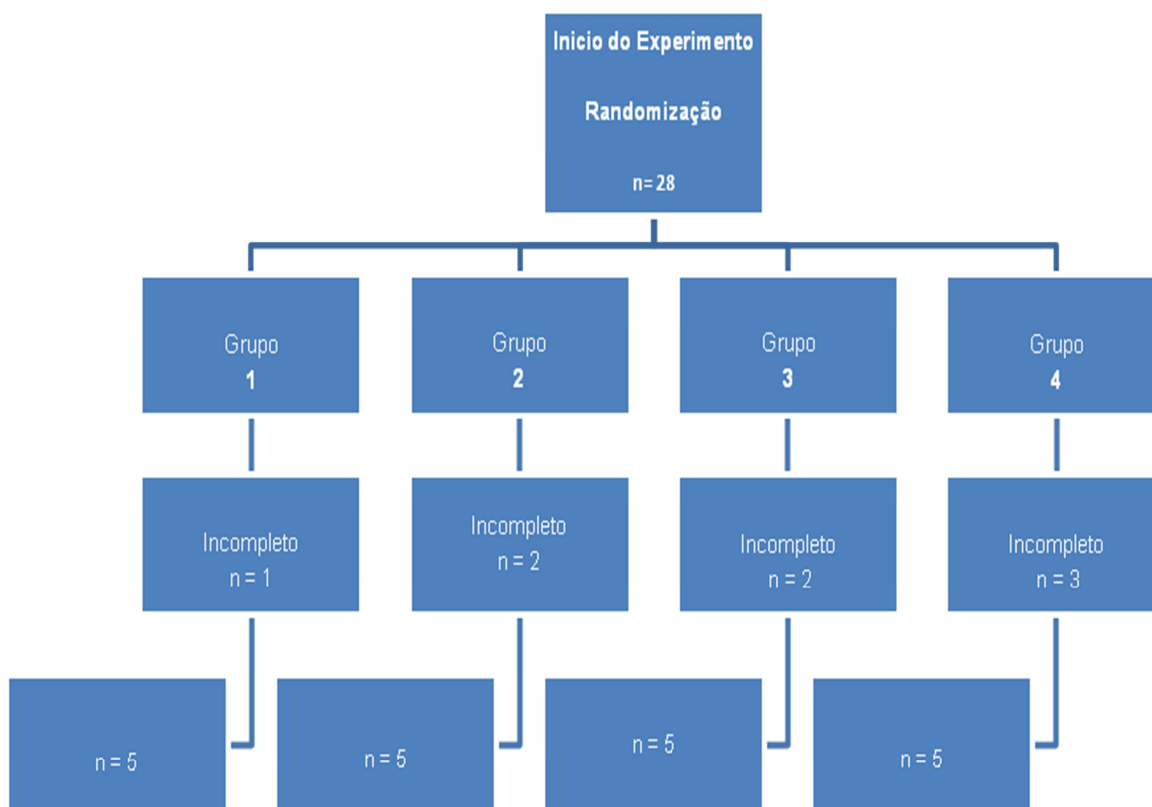 Inicio do Experimento
Randomização
n= 28
Grupo
1
Grupo
2
Grupo
3
Grupo
4
Incompleto
n = 1
Incompleto
n = 2
Incompleto
n = 2
Incompleto
n = 3
n = 5
n = 5
n = 5
n = 5